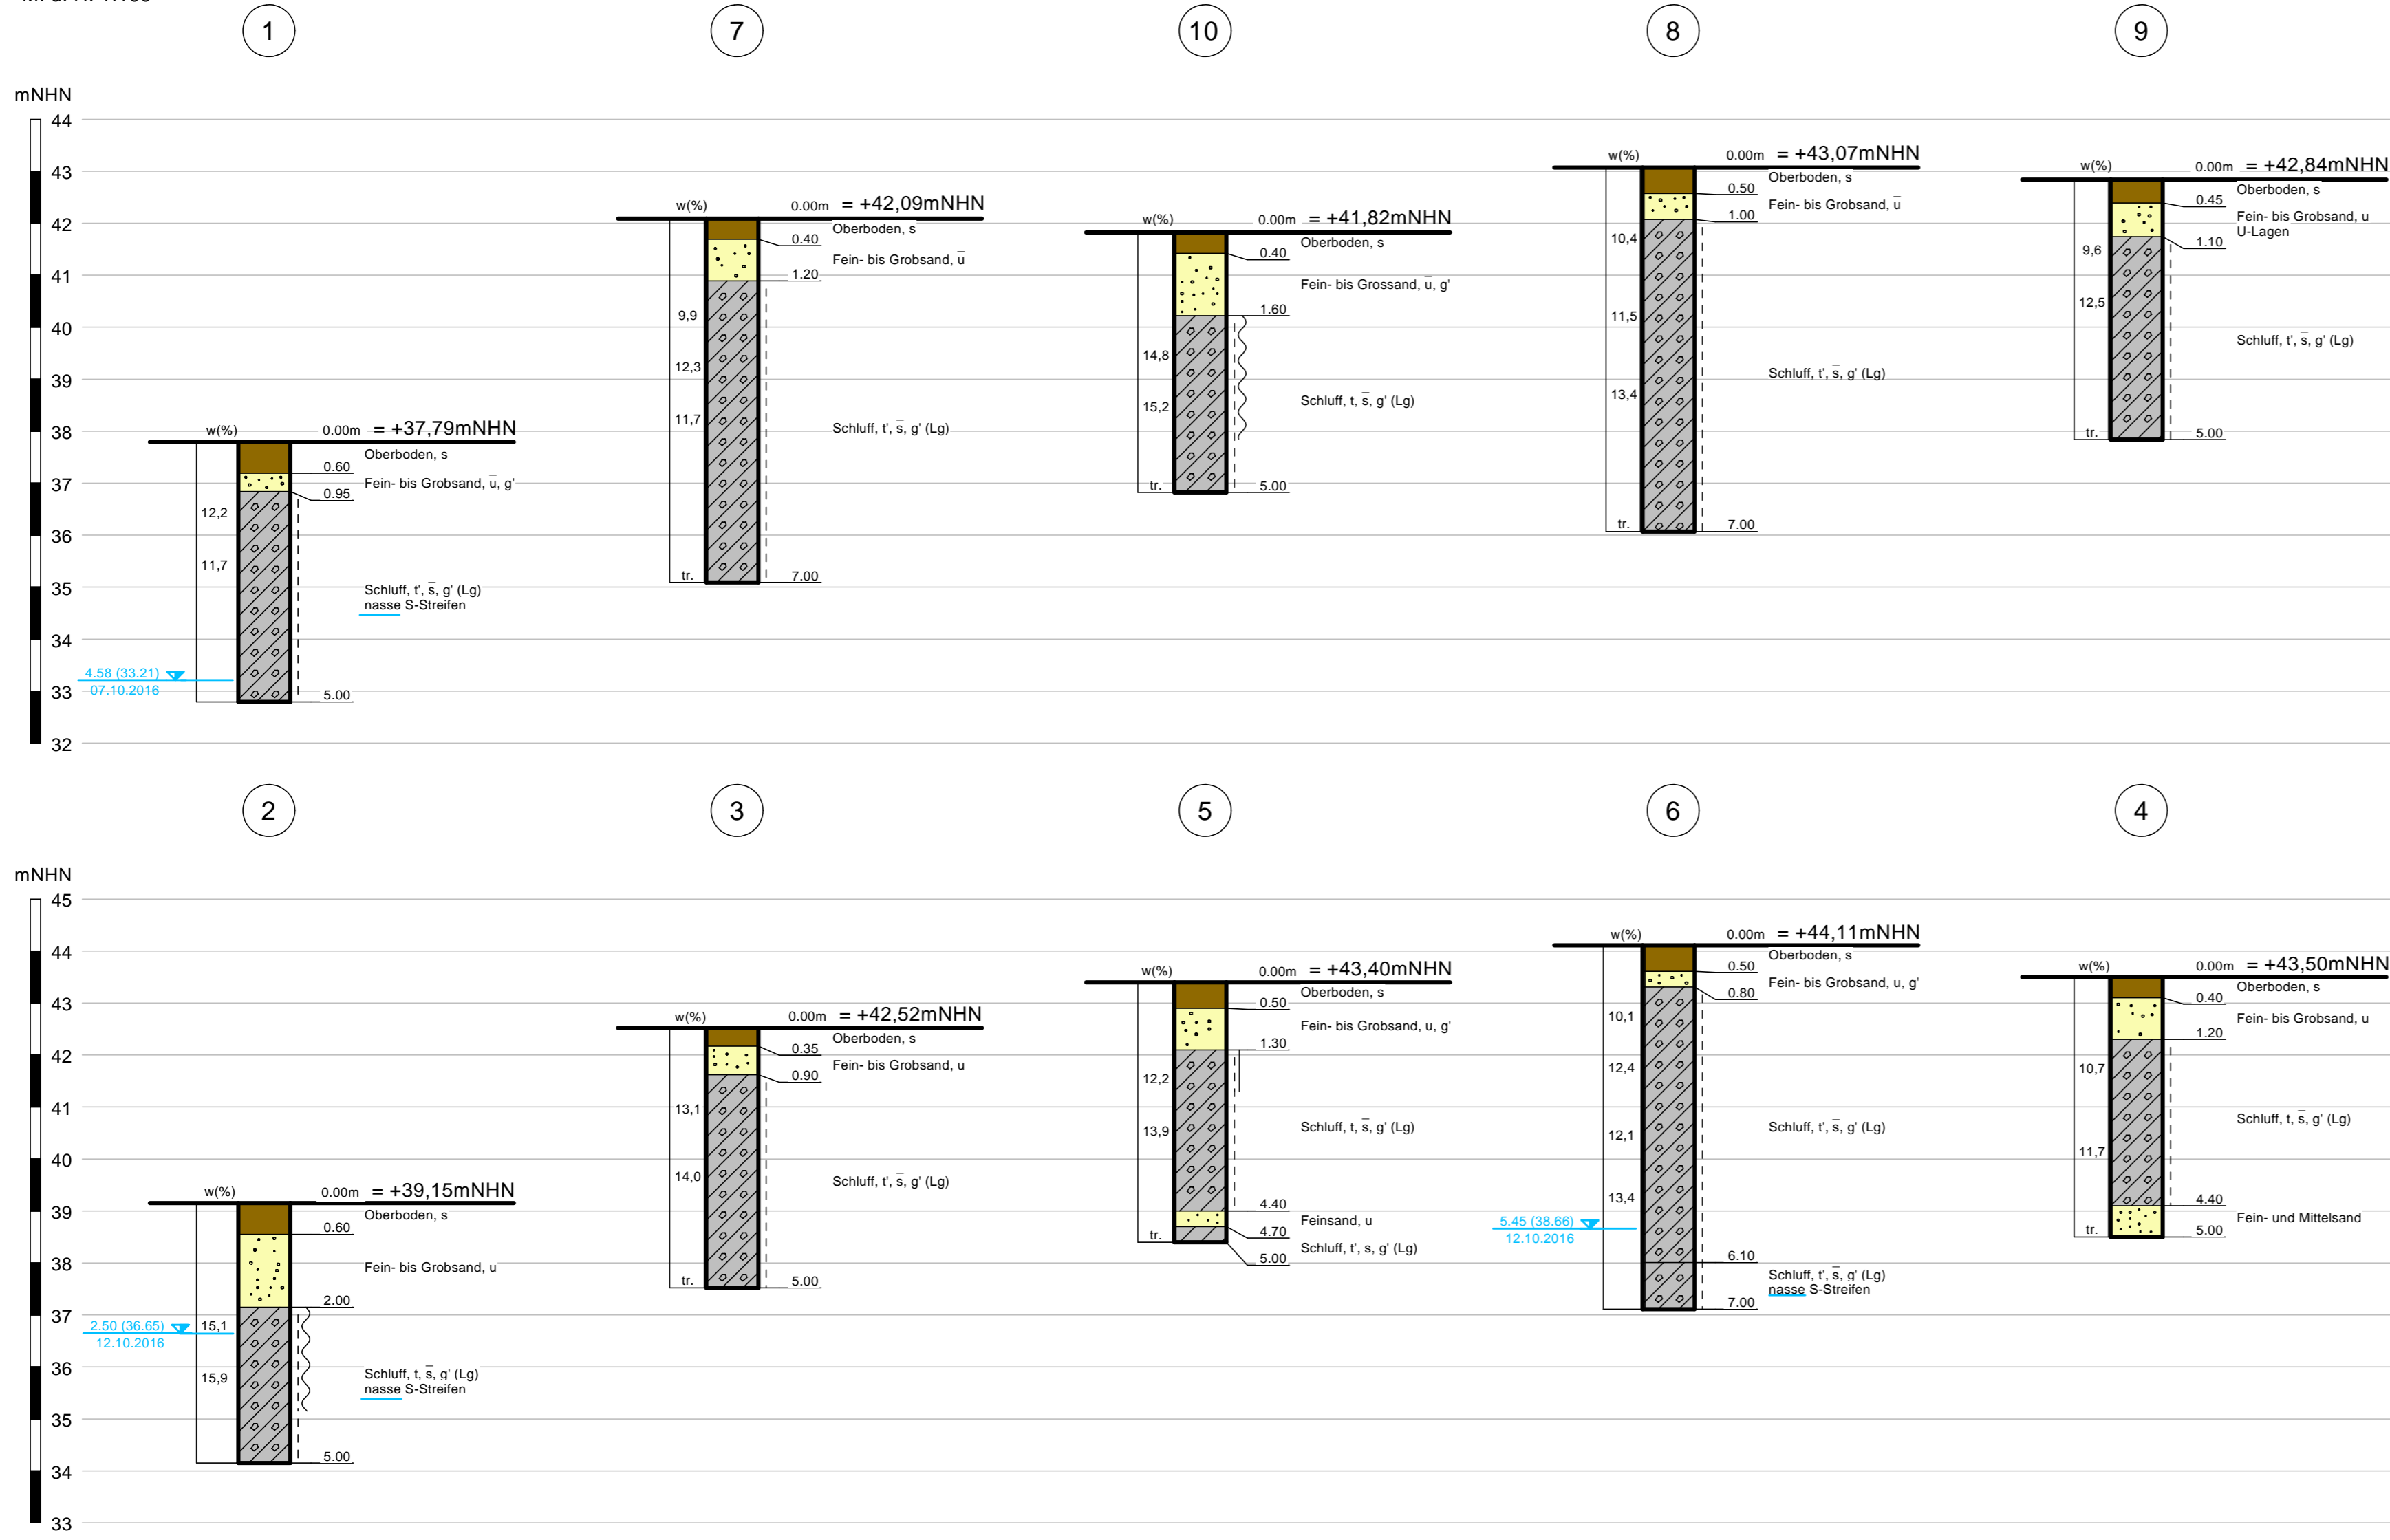 1 7 10 8 9
mNHN
44
43
42
41
40
39
38
37
36
35
34
33
32
w(%) 0.00m = +37,79mNHN
Oberboden, s
0.60
Fein- bis Grobsand, u̅, g'
0.95
12,2
11,7
Schluff, t', s̅, g' (Lg)
nasse S-Streifen
4.58 (33.21)
07.10.2016
5.00
w(%) 0.00m = +42,09mNHN
Oberboden, s
0.40
Fein- bis Grobsand, u̅
1.20
9,9
12,3
11,7
Schluff, t', s̅, g' (Lg)
tr. 7.00
w(%) 0.00m = +41,82mNHN
Oberboden, s
0.40
Fein- bis Grossand, u̅, g'
1.60
14,8
15,2
Schluff, t, s̅, g' (Lg)
tr. 5.00
w(%) 0.00m = +43,07mNHN
Oberboden, s
0.50
Fein- bis Grobsand, u̅
1.00
10,4
11,5
13,4
Schluff, t', s̅, g' (Lg)
tr. 7.00
w(%) 0.00m = +42,84mNHN
Oberboden, s
0.45
Fein- bis Grobsand, u
U-Lagen
1.10
9,6
12,5
Schluff, t', s̅, g' (Lg)
tr. 5.00
2 3 5 6 4
mNHN
45
44
43
42
41
40
39
38
37
36
35
34
33
w(%) 0.00m = +39,15mNHN
Oberboden, s
0.60
Fein- bis Grobsand, u
2.00
2.50 (36.65)
12.10.2016
15,1
15,9
Schluff, t, s̅, g' (Lg)
nasse S-Streifen
5.00
w(%) 0.00m = +42,52mNHN
Oberboden, s
0.35
Fein- bis Grobsand, u
0.90
13,1
14,0
Schluff, t', s̅, g' (Lg)
tr. 5.00
w(%) 0.00m = +43,40mNHN
Oberboden, s
0.50
Fein- bis Grobsand, u, g'
1.30
12,2
13,9
Schluff, t, s̅, g' (Lg)
4.40
Feinsand, u
4.70
Schluff, t', s, g' (Lg)
tr. 5.00
w(%) 0.00m = +44,11mNHN
Oberboden, s
0.50
Fein- bis Grobsand, u, g'
0.80
10,1
12,4
12,1
13,4
Schluff, t', s̅, g' (Lg)
5.45 (38.66)
12.10.2016
6.10
Schluff, t', s̅, g' (Lg)
nasse S-Streifen
7.00
w(%) 0.00m = +43,50mNHN
Oberboden, s
0.40
Fein- bis Grobsand, u
1.20
10,7
11,7
Schluff, t, s̅, g' (Lg)
4.40
Fein- und Mittelsand
tr. 5.00